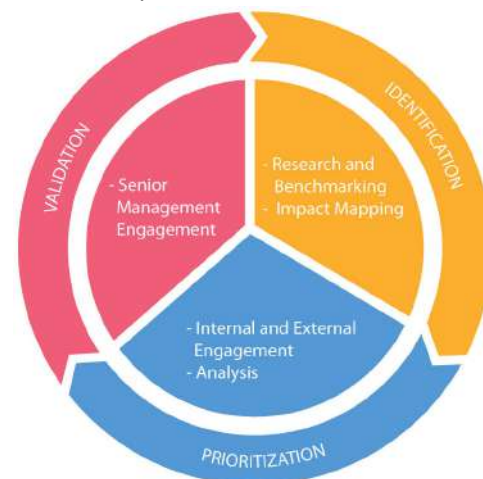 VALIDATION
IDENTIFICATION
- Research and
Benchmarking
- Impact Mapping
- Senior
Management
Engagement
- Internal and External
Engagement
- Analysis
PRIORITIZATION